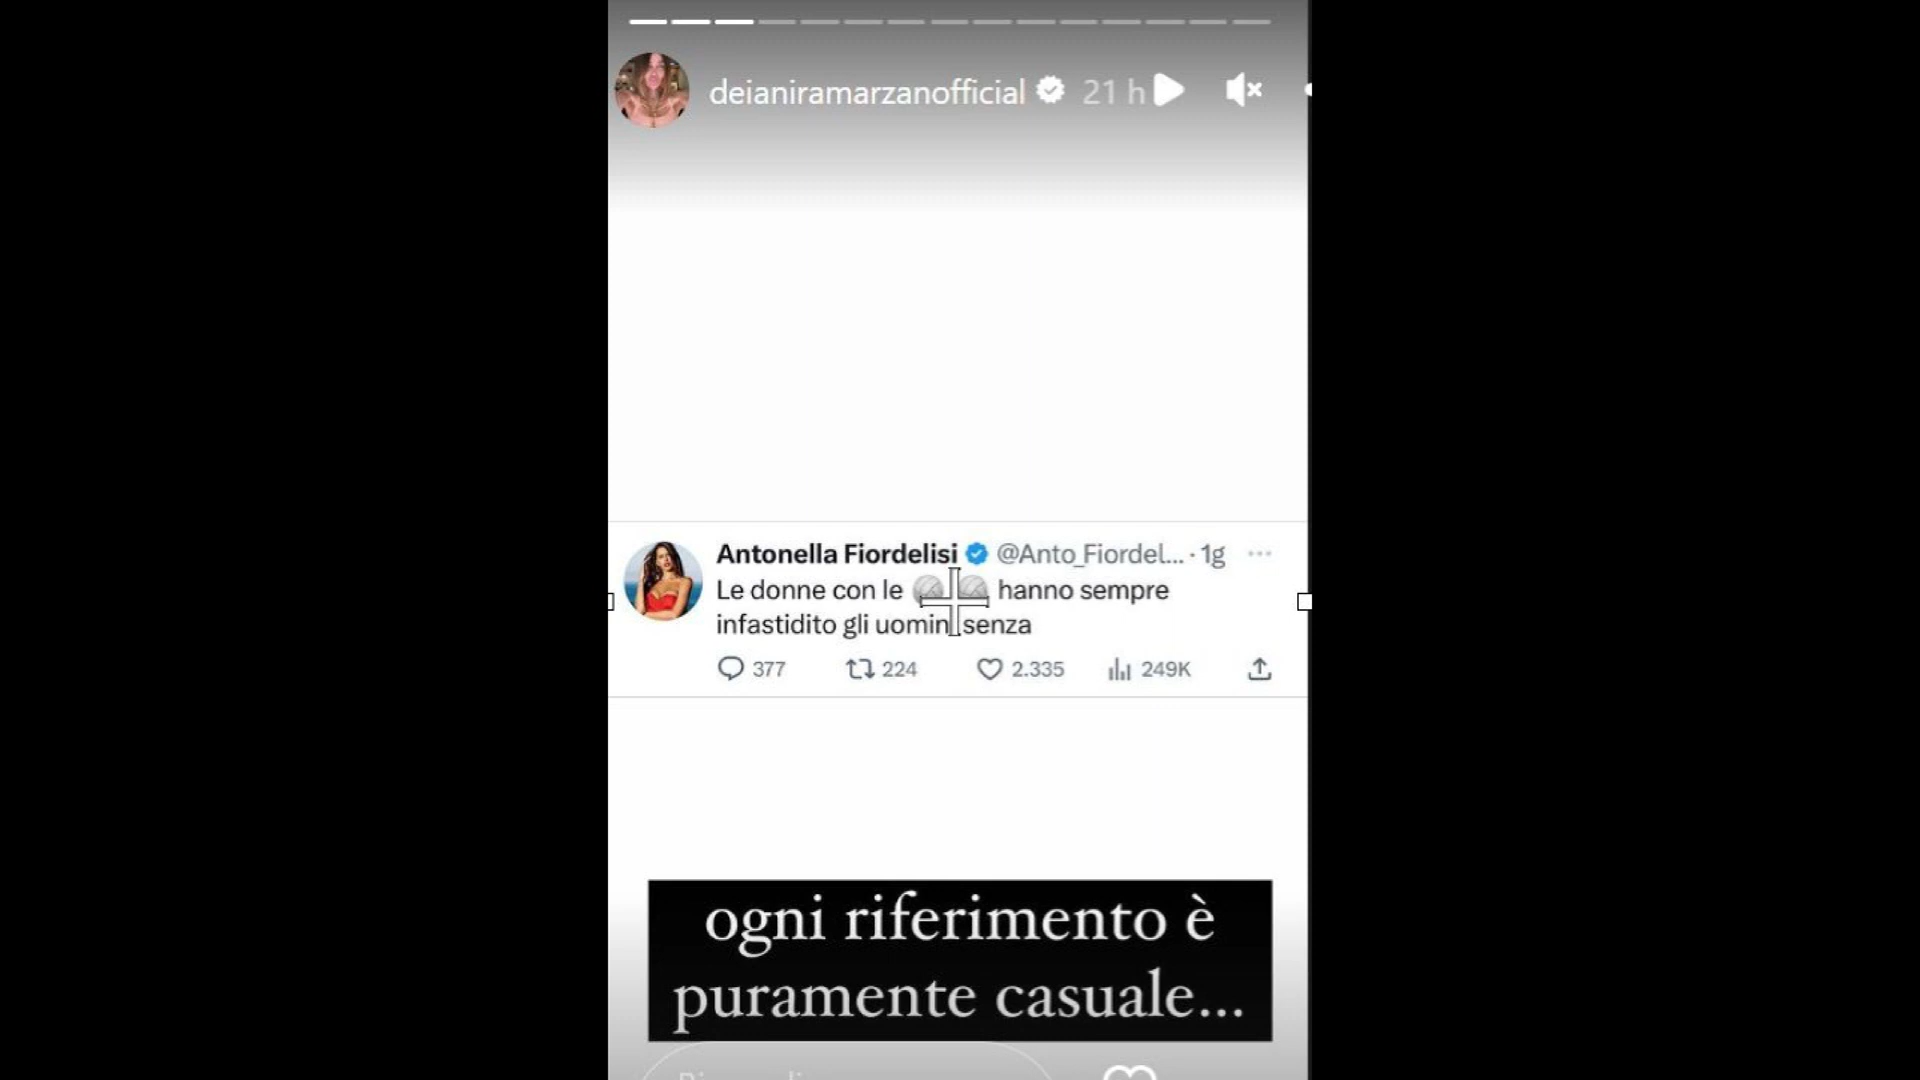 deianiramarzanofficial 21 h
Antonella Fiordelisi @Anto_Fiordel... · 1g
Le donne con le 🏐🏐 hanno sempre
infastidito gli uomini senza
377 224 2.335 249K
ogni riferimento è
puramente casuale...